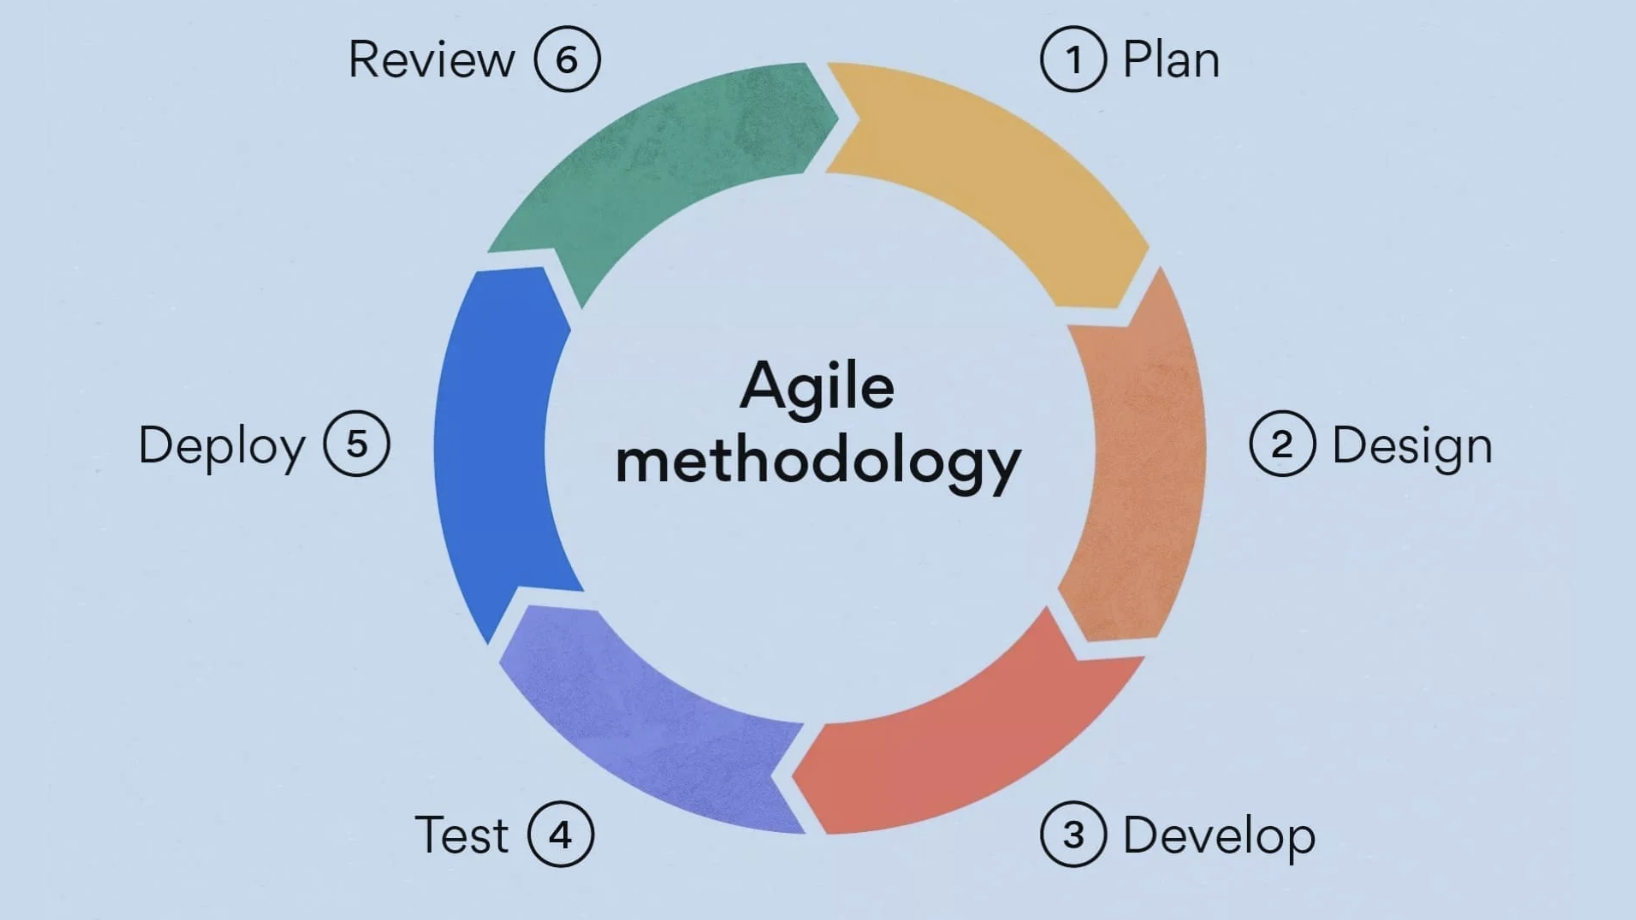 Review 6
1 Plan
Agile
methodology
Deploy 5
2 Design
Test 4
3 Develop